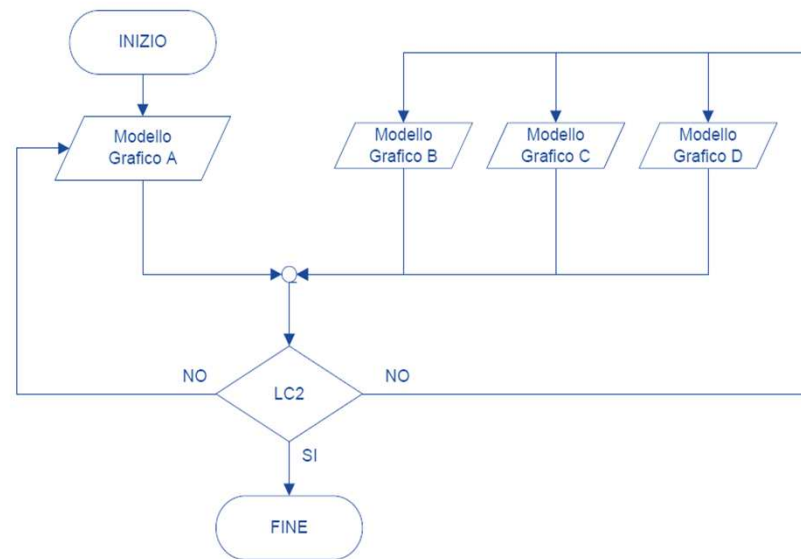 INIZIO
Modello
Grafico A
Modello
Grafico B
Modello
Grafico C
Modello
Grafico D
NO
LC2
NO
SI
FINE